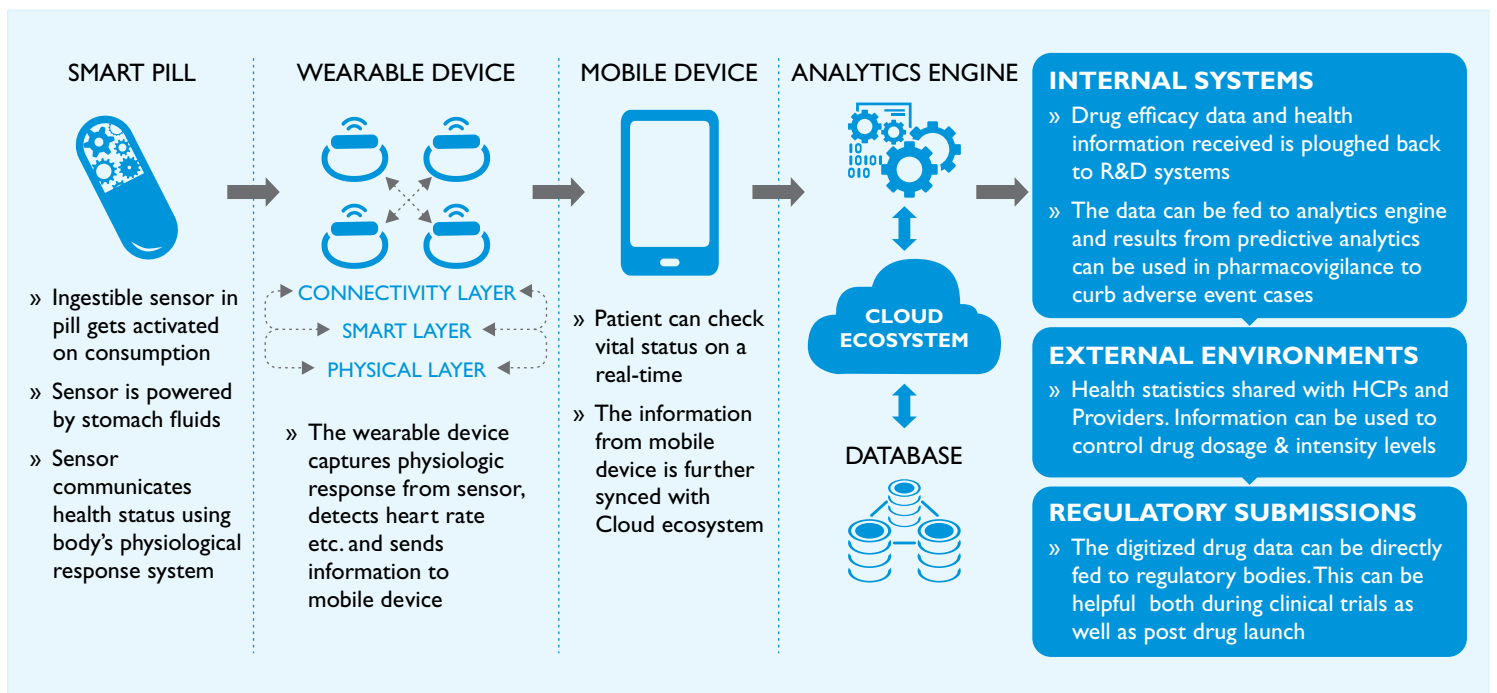 SMART PILL
» Ingestible sensor in
pill gets activated
on consumption
» Sensor is powered
by stomach fluids
» Sensor
communicates
health status using
body's physiological
response system
WEARABLE DEVICE
CONNECTIVITY LAYER
SMART LAYER
PHYSICAL LAYER
» The wearable device
captures physiologic
response from sensor,
detects heart rate
etc. and sends
information to
mobile device
MOBILE DEVICE
» Patient can check
vital status on a
real-time
» The information
from mobile
device is further
synced with
Cloud ecosystem
ANALYTICS ENGINE
10
10101
010
CLOUD
ECOSYSTEM
DATABASE
INTERNAL SYSTEMS
» Drug efficacy data and health
information received is ploughed back
to R&D systems
» The data can be fed to analytics engine
and results from predictive analytics
can be used in pharmacovigilance to
curb adverse event cases
EXTERNAL ENVIRONMENTS
» Health statistics shared with HCPs and
Providers. Information can be used to
control drug dosage & intensity levels
REGULATORY SUBMISSIONS
» The digitized drug data can be directly
fed to regulatory bodies. This can be
helpful both during clinical trials as
well as post drug launch